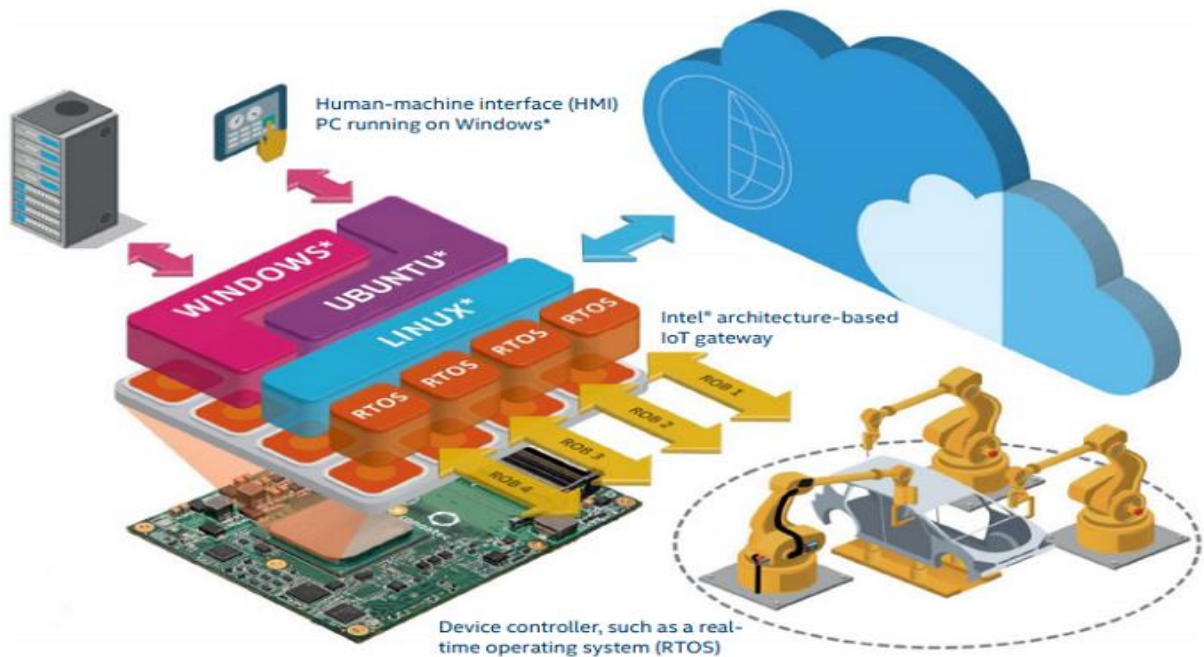 Human-machine interface (HMI)
PC running on Windows*
WINDOWS*
UBUNTU*
LINUX*
RTOS
RTOS
RTOS
RTOS
Intel® architecture-based
IoT gateway
ROB 1
ROB 2
ROB 3
ROB 4
Device controller, such as a real-
time operating system (RTOS)